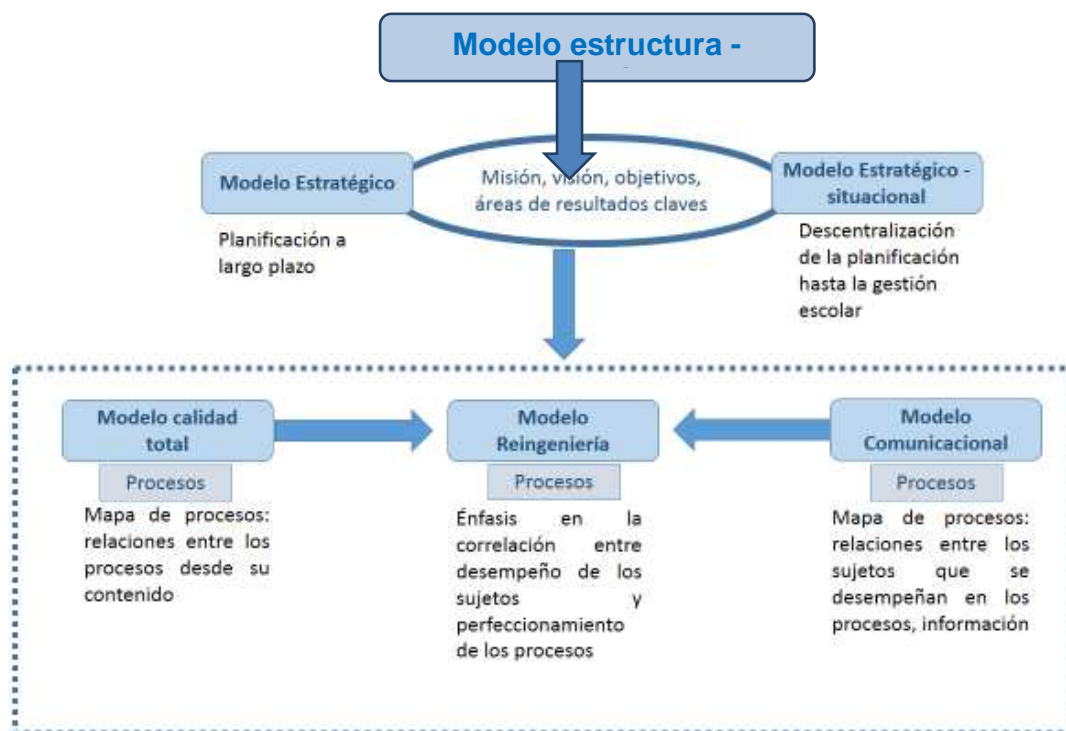 Modelo estructura -
Modelo Estratégico
Misión, visión, objetivos,
áreas de resultados claves
Modelo Estratégico -
situacional
Planificación a
largo plazo
Descentralización
de la planificación
hasta la gestión
escolar
Modelo calidad
total
Procesos
Mapa de procesos:
relaciones entre los
procesos desde su
contenido
Modelo
Reingeniería
Procesos
Énfasis en la
correlación entre
desempeño de los
sujetos y
perfeccionamiento
de los procesos
Modelo
Comunicacional
Procesos
Mapa de procesos:
relaciones entre los
sujetos que se
desempeñan en los
procesos, información